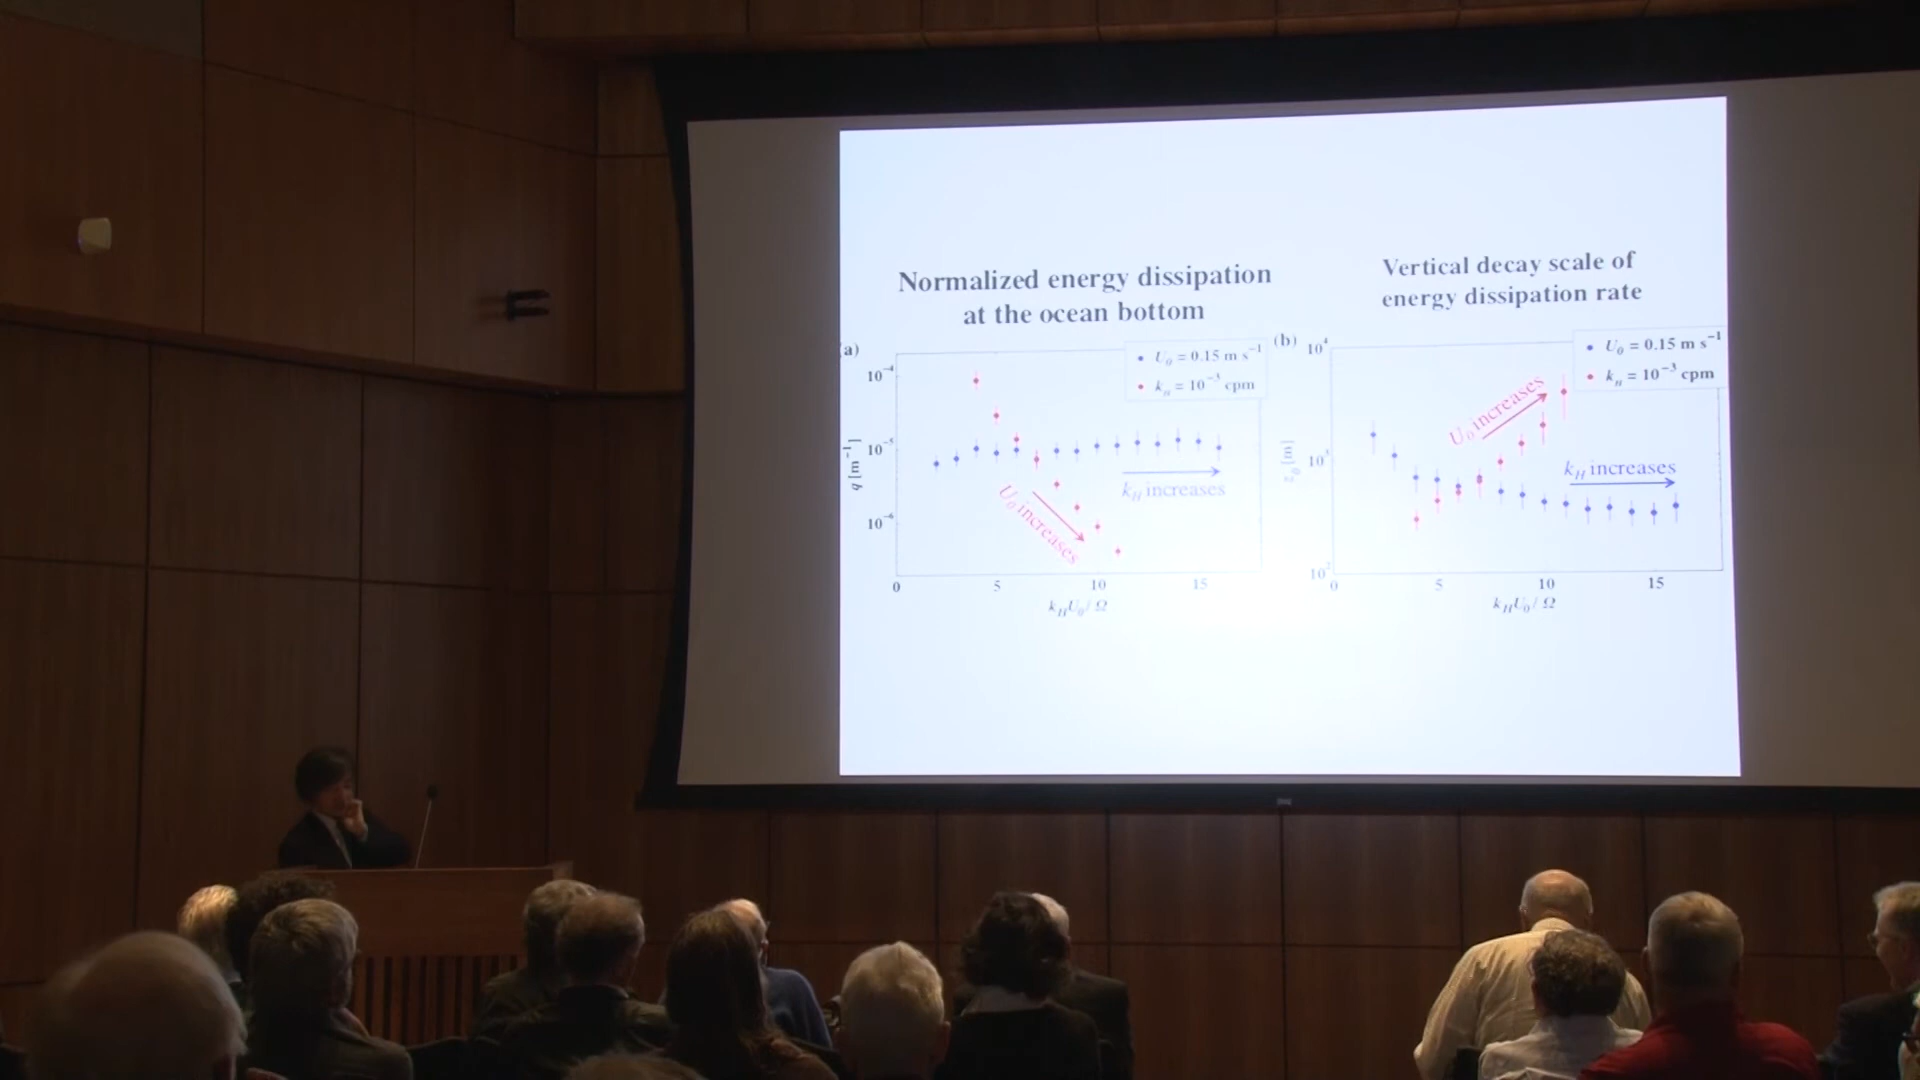 Normalized energy dissipation
at the ocean bottom
Vertical decay scale of
energy dissipation rate
(a)
U₀ = 0.15 m s⁻¹
k_H = 10⁻³ cpm
10⁻⁴
10⁻⁵
10⁻⁶
q [m⁻¹]
U₀ increases
k_H increases
0 5 10 15
k_H U₀ / Ω
(b)
U₀ = 0.15 m s⁻¹
k_H = 10⁻³ cpm
10⁴
10³
10²
[m]
U₀ increases
k_H increases
0 5 10 15
k_H U₀ / Ω